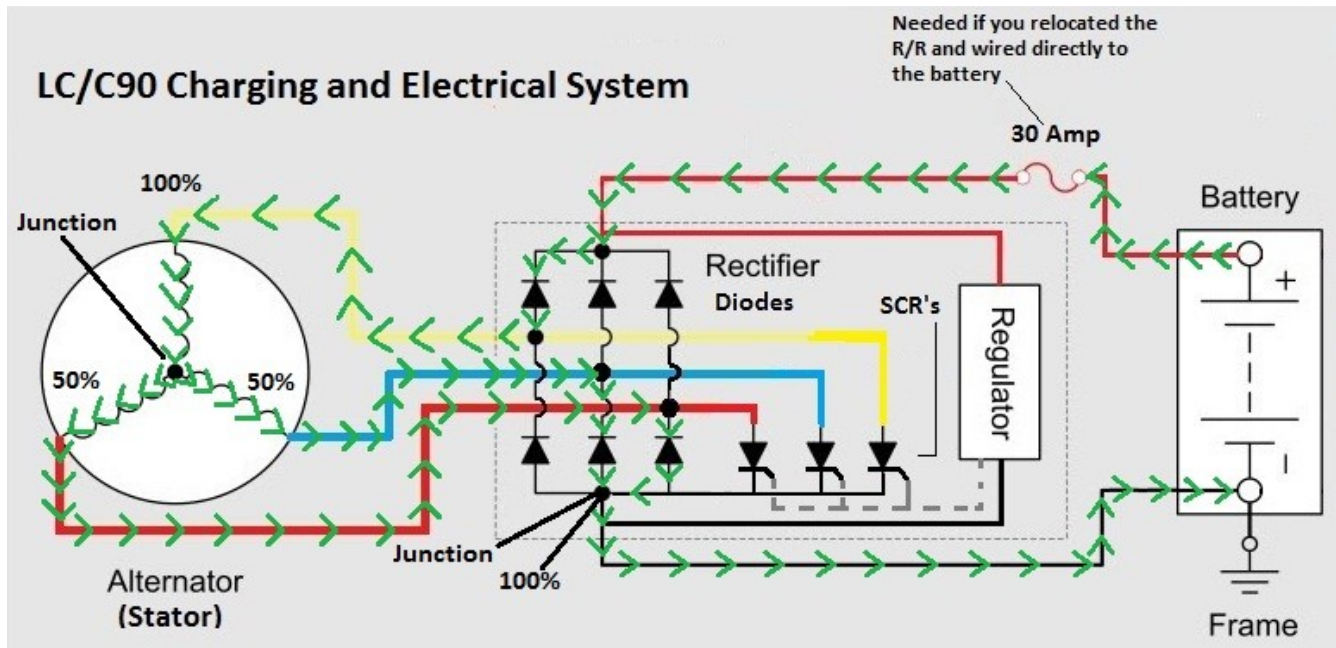 Needed if you relocated the
R/R and wired directly to
the battery
LC/C90 Charging and Electrical System
30 Amp
100%
Battery
Junction
+
Rectifier
Diodes
SCR's
Regulator
50%
50%
−
Junction
100%
Alternator
(Stator)
Frame